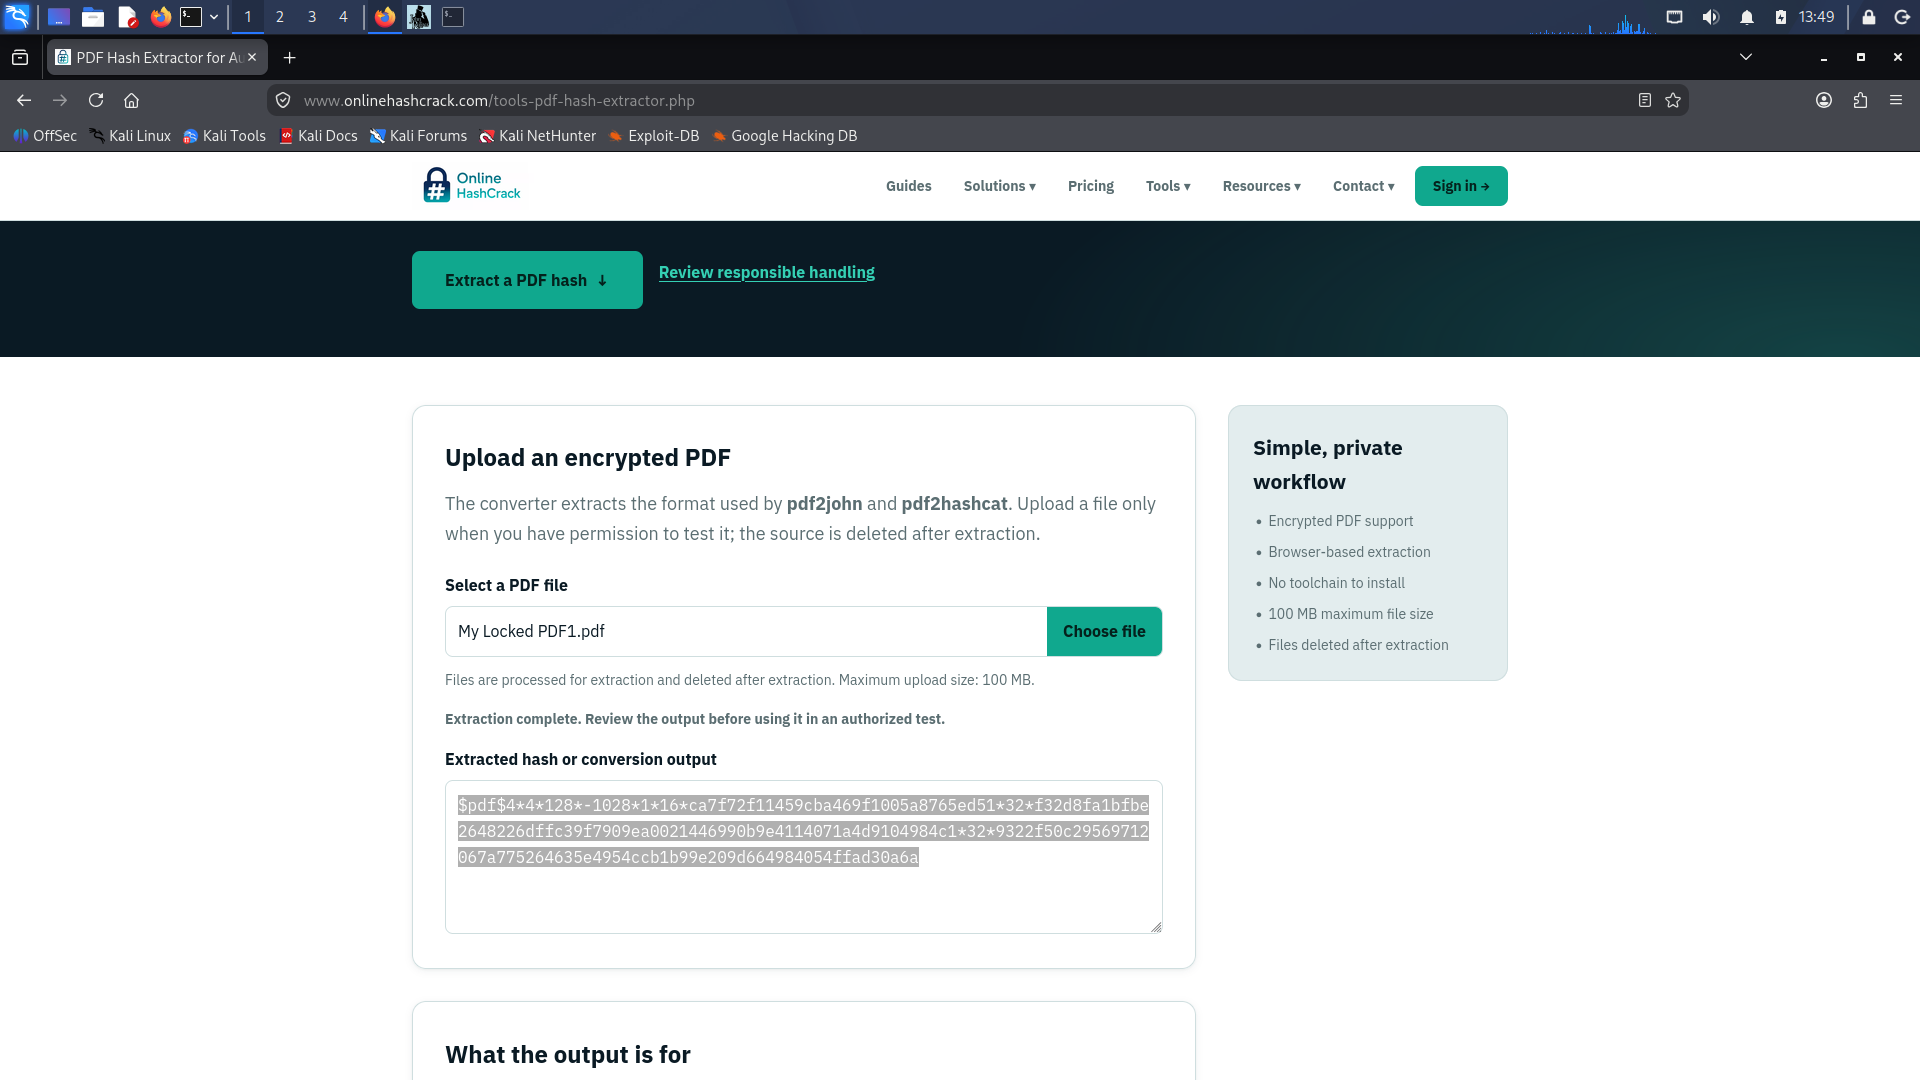 1 2 3 4
13:49
PDF Hash Extractor for Au
www.onlinehashcrack.com/tools-pdf-hash-extractor.php
OffSec Kali Linux Kali Tools Kali Docs Kali Forums Kali NetHunter Exploit-DB Google Hacking DB
Online
HashCrack
Guides Solutions ▾ Pricing Tools ▾ Resources ▾ Contact ▾ Sign in →
Extract a PDF hash ↓
Review responsible handling
Upload an encrypted PDF
The converter extracts the format used by pdf2john and pdf2hashcat. Upload a file only
when you have permission to test it; the source is deleted after extraction.
Select a PDF file
My Locked PDF1.pdf
Choose file
Files are processed for extraction and deleted after extraction. Maximum upload size: 100 MB.
Extraction complete. Review the output before using it in an authorized test.
Extracted hash or conversion output
$pdf$4*4*128*-1028*1*16*ca7f72f11459cba469f1005a8765ed51*32*f32d8fa1bfbe
2648226dffc39f7909ea0021446990b9e4114071a4d9104984c1*32*9322f50c29569712
067a775264635e4954ccb1b99e209d664984054ffad30a6a
Simple, private
workflow
• Encrypted PDF support
• Browser-based extraction
• No toolchain to install
• 100 MB maximum file size
• Files deleted after extraction
What the output is for